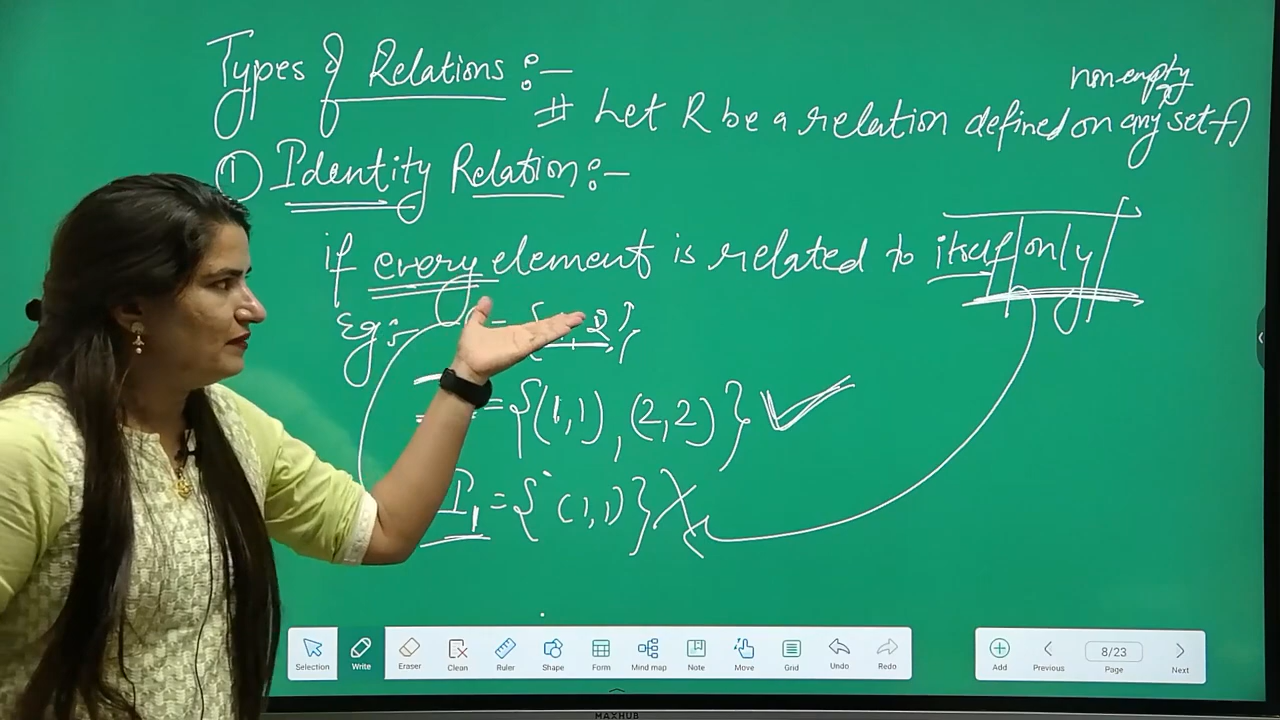 Types of Relations :-
non-empty
# Let R be a relation defined on any set A
① Identity Relation :-
if every element is related to itself only
Eg:-
= {(1,1), (2,2)} ✓
I₁ = {(1,1)} ✗
Selection Write Eraser Clean Ruler Shape Form Mind map Note Move Grid Undo Redo
Add Previous 8/23 Page Next
MAXHUB